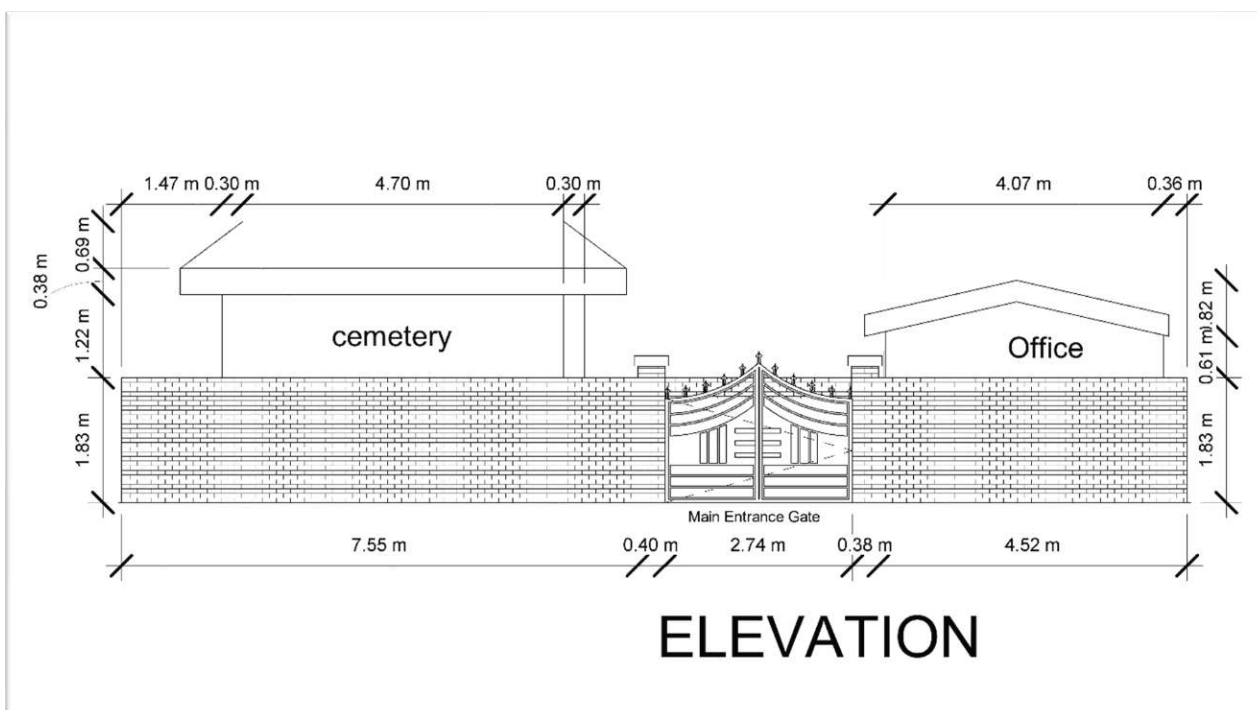 1.47 m 0.30 m 4.70 m 0.30 m 4.07 m 0.36 m
0.69 m
0.38 m
1.22 m
1.83 m
cemetery
Office
0.82 m
0.61 m
1.83 m
Main Entrance Gate
7.55 m 0.40 m 2.74 m 0.38 m 4.52 m
ELEVATION